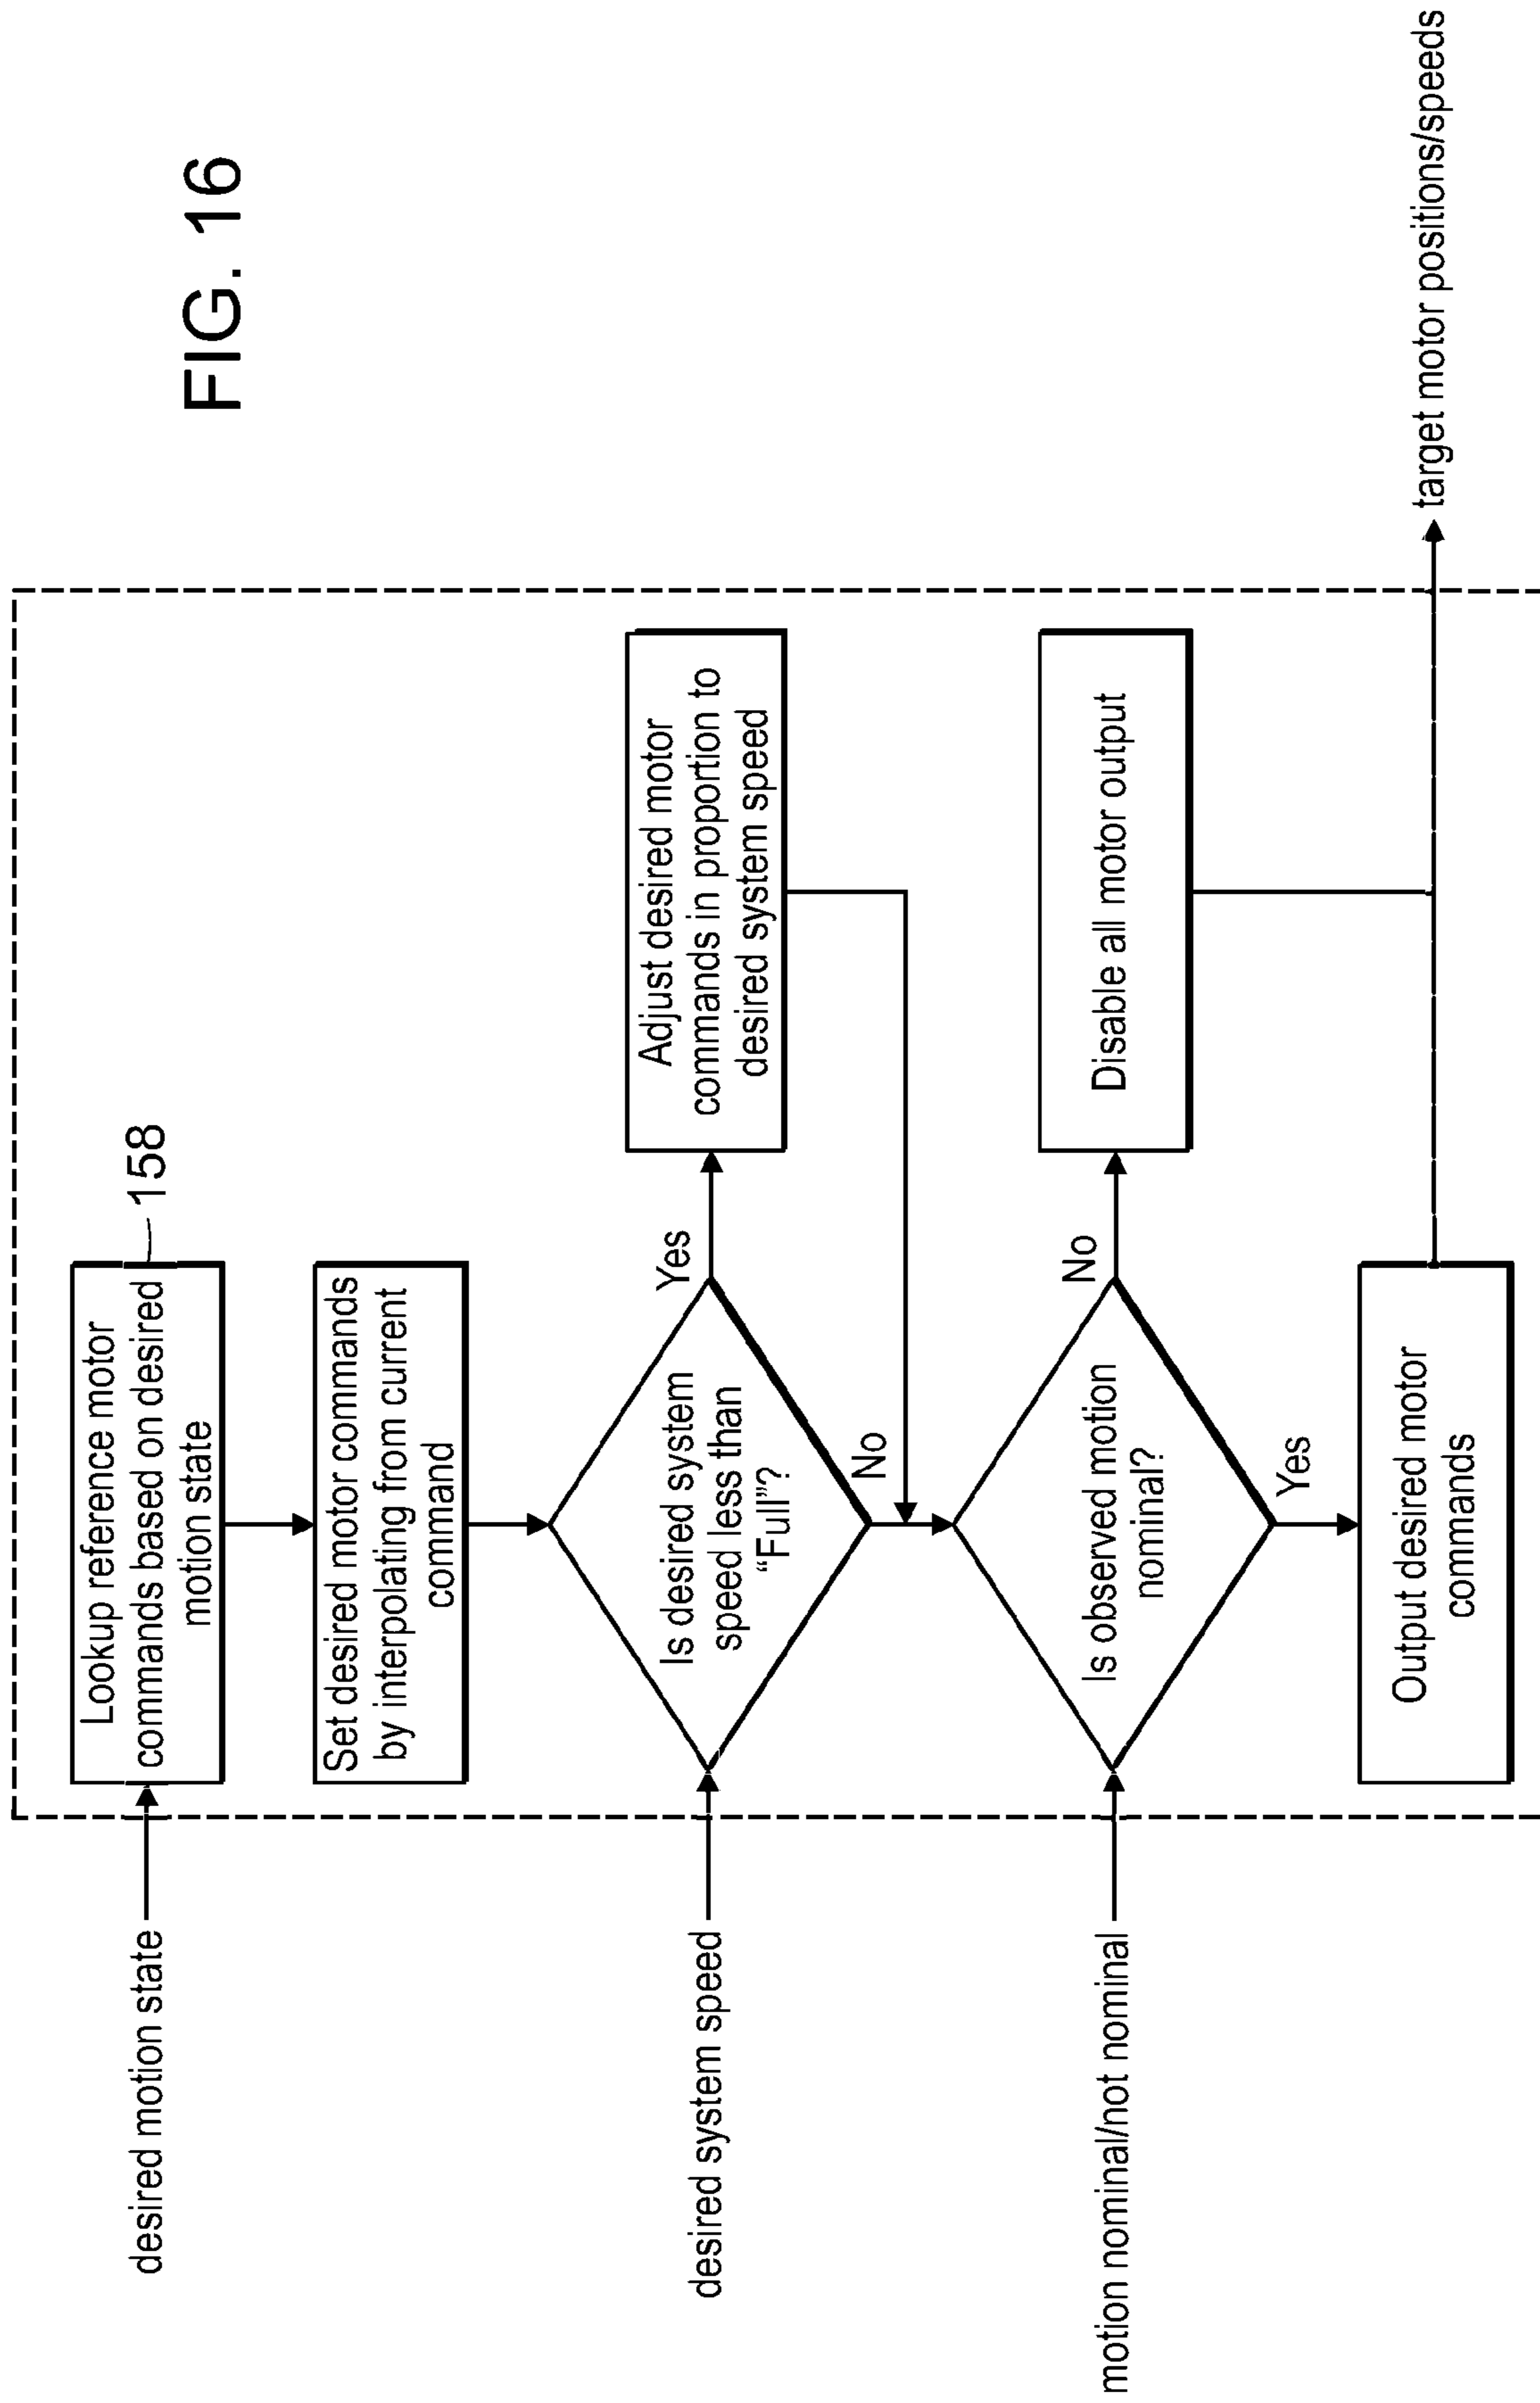 FIG. 16
desired motion state
Lookup reference motor
commands based on desired
motion state
158
Set desired motor commands
by interpolating from current
command
desired system speed
Is desired system
speed less than
“Full”?
Yes
Adjust desired motor
commands in proportion to
desired system speed
No
motion nominal/not nominal
Is observed motion
nominal?
No
Disable all motor output
Yes
Output desired motor
commands
target motor positions/speeds